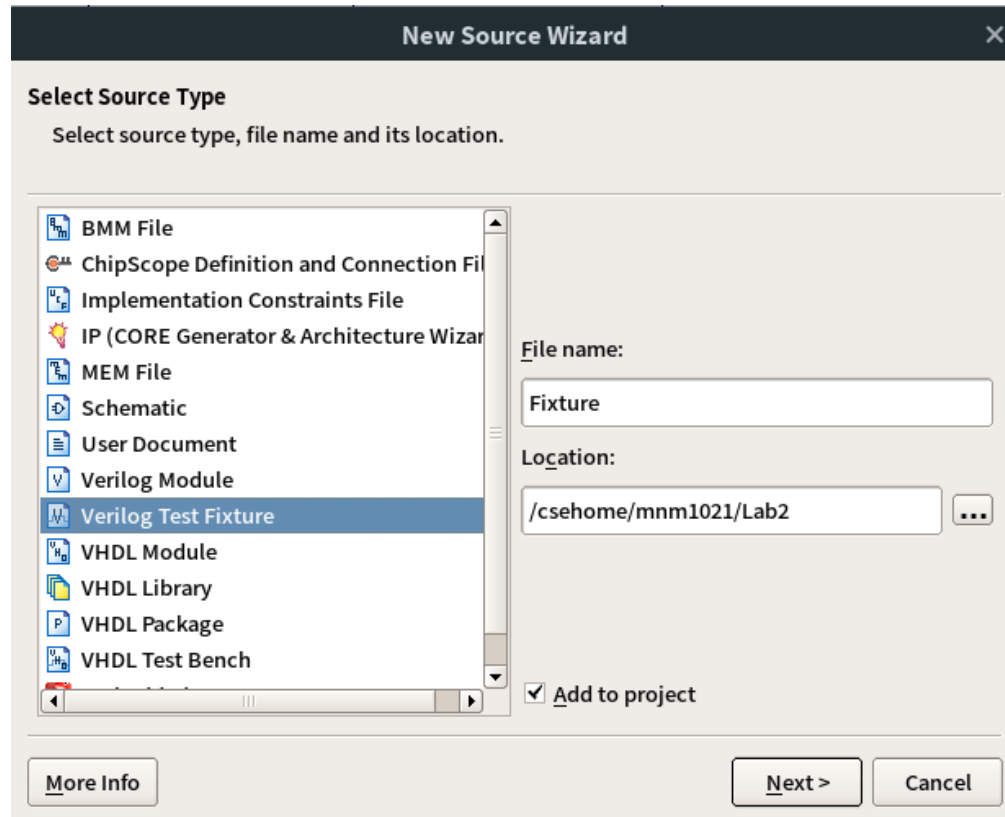 New Source Wizard
Select Source Type
Select source type, file name and its location.
BMM File
ChipScope Definition and Connection Fil
Implementation Constraints File
IP (CORE Generator & Architecture Wizar
MEM File
Schematic
User Document
Verilog Module
Verilog Test Fixture
VHDL Module
VHDL Library
VHDL Package
VHDL Test Bench
File name:
Fixture
Location:
/csehome/mnm1021/Lab2
...
Add to project
More Info
Next >
Cancel